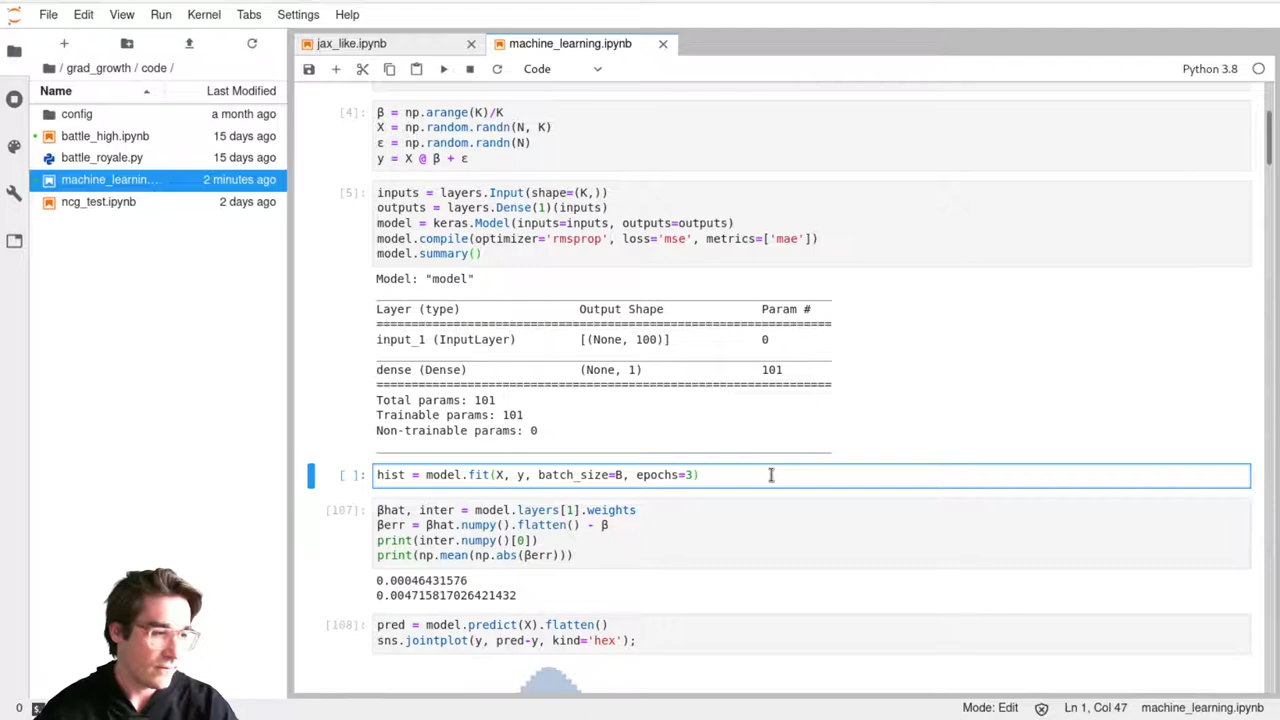 File Edit View Run Kernel Tabs Settings Help
jax_like.ipynb
machine_learning.ipynb
Code
Python 3.8
/ grad_growth / code /
Name Last Modified
config a month ago
battle_high.ipynb 15 days ago
battle_royale.py 15 days ago
machine_learnin... 2 minutes ago
ncg_test.ipynb 2 days ago
[4]: β = np.arange(K)/K
X = np.random.randn(N, K)
ε = np.random.randn(N)
y = X @ β + ε
[5]: inputs = layers.Input(shape=(K,))
outputs = layers.Dense(1)(inputs)
model = keras.Model(inputs=inputs, outputs=outputs)
model.compile(optimizer='rmsprop', loss='mse', metrics=['mae'])
model.summary()
Model: "model"
Layer (type) Output Shape Param #
input_1 (InputLayer) [(None, 100)] 0
dense (Dense) (None, 1) 101
Total params: 101
Trainable params: 101
Non-trainable params: 0
[ ]: hist = model.fit(X, y, batch_size=B, epochs=3)
[107]: βhat, inter = model.layers[1].weights
βerr = βhat.numpy().flatten() - β
print(inter.numpy()[0])
print(np.mean(np.abs(βerr)))
0.00046431576
0.004715817026421432
[108]: pred = model.predict(X).flatten()
sns.jointplot(y, pred-y, kind='hex');
0 $_ Mode: Edit Ln 1, Col 47 machine_learning.ipynb